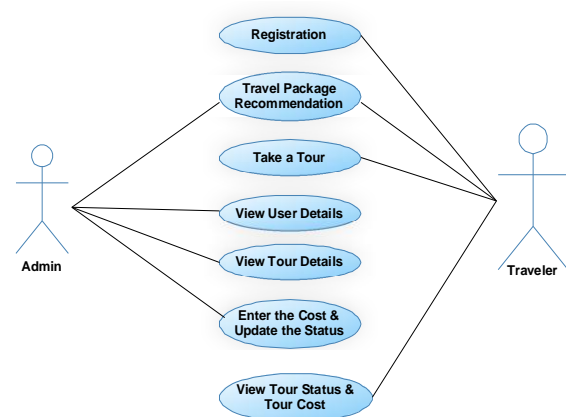 Registration
Travel Package
Recommendation
Take a Tour
View User Details
View Tour Details
Enter the Cost &
Update the Status
View Tour Status &
Tour Cost
Admin
Traveler